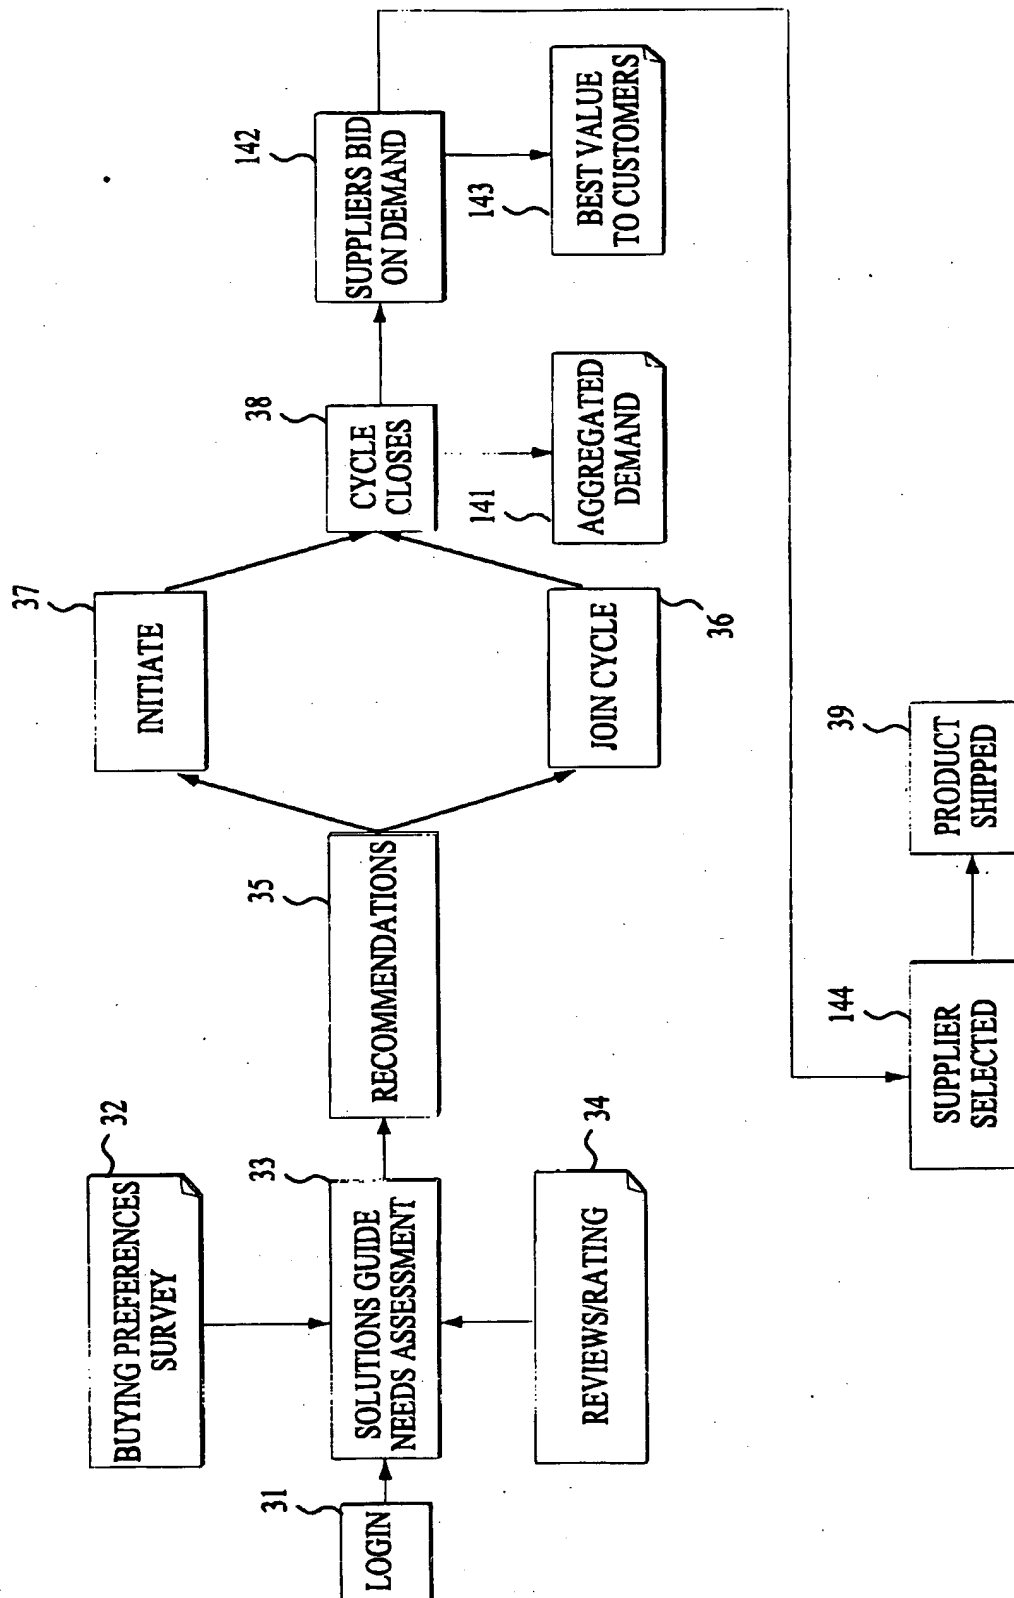 31
LOGIN
32
BUYING PREFERENCES
SURVEY
33
SOLUTIONS GUIDE
NEEDS ASSESSMENT
34
REVIEWS/RATING
35
RECOMMENDATIONS
37
INITIATE
JOIN CYCLE
36
38
CYCLE
CLOSES
141
AGGREGATED
DEMAND
142
SUPPLIERS BID
ON DEMAND
143
BEST VALUE
TO CUSTOMERS
144
SUPPLIER
SELECTED
39
PRODUCT
SHIPPED